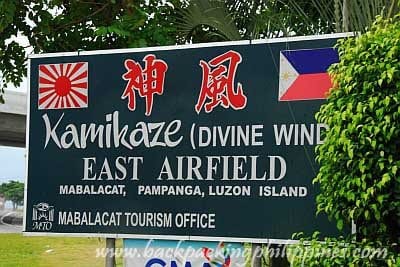 神風
Kamikaze (DIVINE WIND
EAST AIRFIELD
MABALACAT, PAMPANGA, LUZON ISLAND
MTO
MABALACAT TOURISM OFFICE
www.backpackingphilippines.com